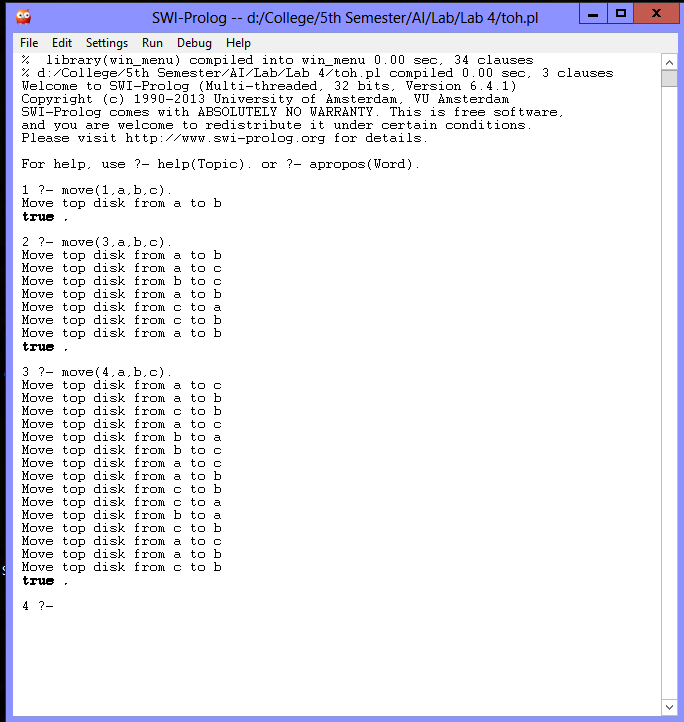 SWI-Prolog -- d:/College/5th Semester/AI/Lab/Lab 4/toh.pl
File Edit Settings Run Debug Help
%  library(win_menu) compiled into win_menu 0.00 sec, 34 clauses
% d:/College/5th Semester/AI/Lab/Lab 4/toh.pl compiled 0.00 sec, 3 clauses
Welcome to SWI-Prolog (Multi-threaded, 32 bits, Version 6.4.1)
Copyright (c) 1990-2013 University of Amsterdam, VU Amsterdam
SWI-Prolog comes with ABSOLUTELY NO WARRANTY. This is free software,
and you are welcome to redistribute it under certain conditions.
Please visit http://www.swi-prolog.org for details.
For help, use ?- help(Topic). or ?- apropos(Word).
1 ?- move(1,a,b,c).
Move top disk from a to b
true .
2 ?- move(3,a,b,c).
Move top disk from a to b
Move top disk from a to c
Move top disk from b to c
Move top disk from a to b
Move top disk from c to a
Move top disk from c to b
Move top disk from a to b
true .
3 ?- move(4,a,b,c).
Move top disk from a to c
Move top disk from a to b
Move top disk from c to b
Move top disk from a to c
Move top disk from b to a
Move top disk from b to c
Move top disk from a to c
Move top disk from a to b
Move top disk from c to b
Move top disk from c to a
Move top disk from b to a
Move top disk from c to b
Move top disk from a to c
Move top disk from a to b
Move top disk from c to b
true .
4 ?-